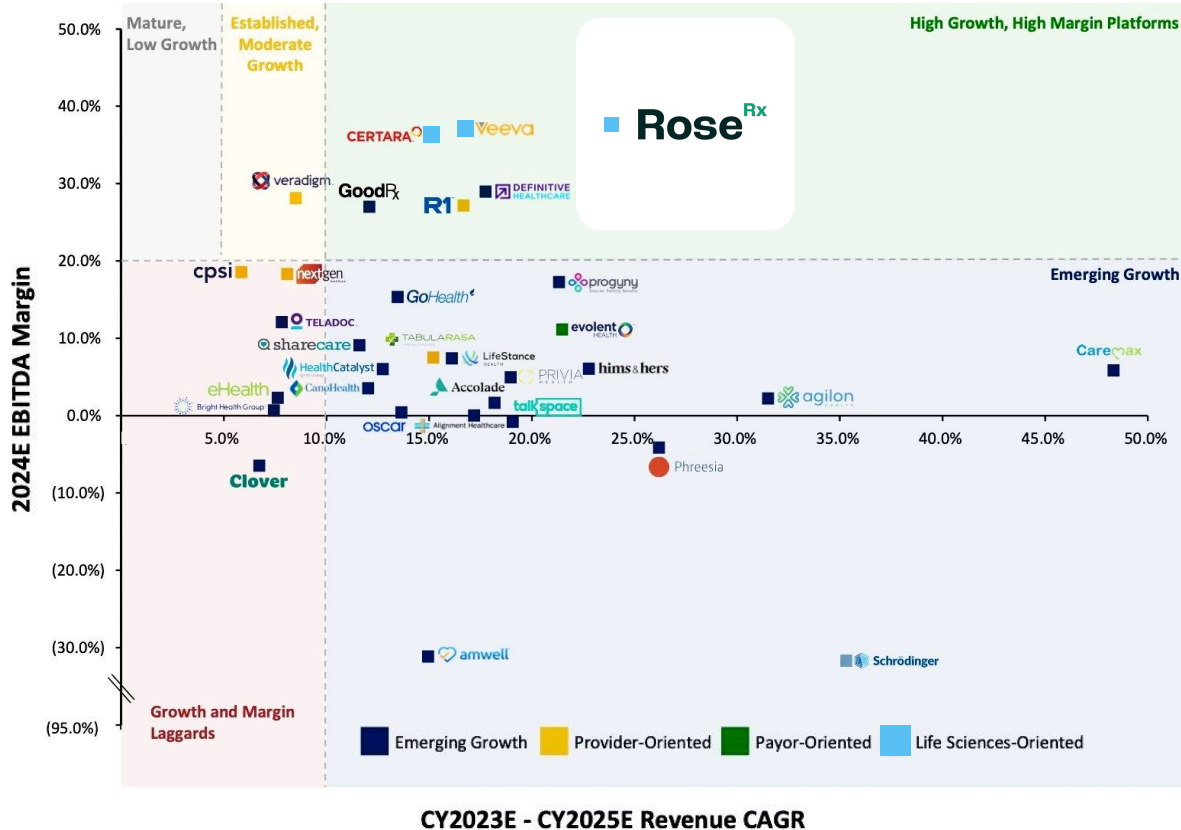 Mature,
Low Growth
Established,
Moderate
Growth
High Growth, High Margin Platforms
50.0%
40.0%
30.0%
20.0%
10.0%
0.0%
(10.0%)
(20.0%)
(30.0%)
(95.0%)
2024E EBITDA Margin
CERTARA
Veeva
Rose Rx
veradigm
GoodRx
R1
DEFINITIVE
HEALTHCARE
cpsi
nextgen
Emerging Growth
progyny
GoHealth
TELADOC
evolent
HEALTH
sharecare
TABULARASA
LifeStance
HEALTH
Caremax
HealthCatalyst
PRIVIA
HEALTH
hims & hers
eHealth
CanoHealth
Accolade
agilon
HEALTH
Bright HealthGroup
talkspace
oscar
Alignment Healthcare
5.0%
10.0%
15.0%
20.0%
25.0%
30.0%
35.0%
40.0%
45.0%
50.0%
Clover
Phreesia
amwell
Schrödinger
Growth and Margin
Laggards
Emerging Growth
Provider-Oriented
Payor-Oriented
Life Sciences-Oriented
CY2023E - CY2025E Revenue CAGR